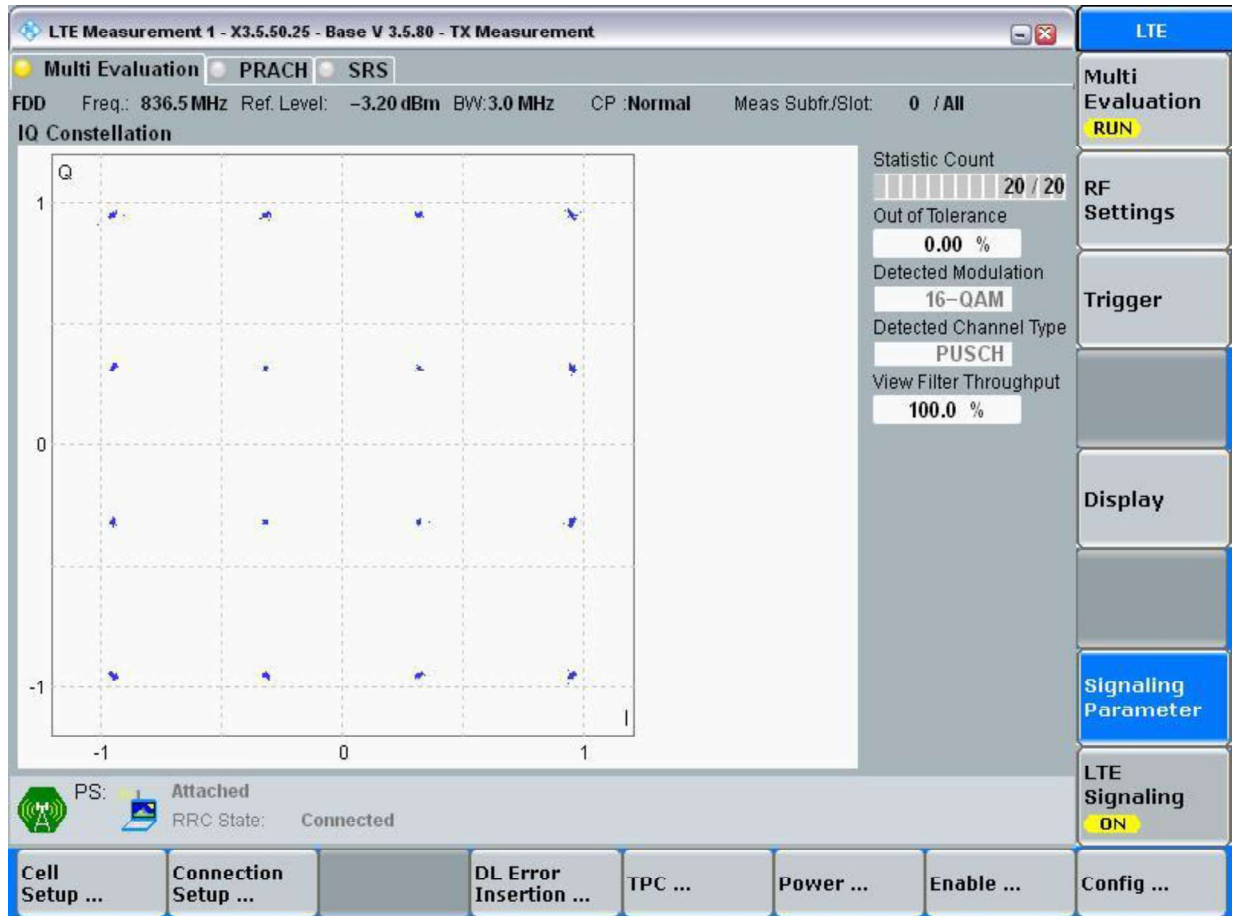 LTE Measurement 1 - X3.5.50.25 - Base V 3.5.80 - TX Measurement
LTE
Multi Evaluation PRACH SRS
FDD Freq.: 836.5 MHz Ref. Level: −3.20 dBm BW: 3.0 MHz CP :Normal Meas Subfr./Slot: 0 / All
IQ Constellation
Q
1
0
-1
I
-1 0 1
Statistic Count
20 / 20
Out of Tolerance
0.00 %
Detected Modulation
16−QAM
Detected Channel Type
PUSCH
View Filter Throughput
100.0 %
Multi
Evaluation
RUN
RF
Settings
Trigger
Display
Signaling
Parameter
LTE
Signaling
ON
PS: Attached
RRC State: Connected
Cell
Setup ...
Connection
Setup ...
DL Error
Insertion ...
TPC ...
Power ...
Enable ...
Config ...